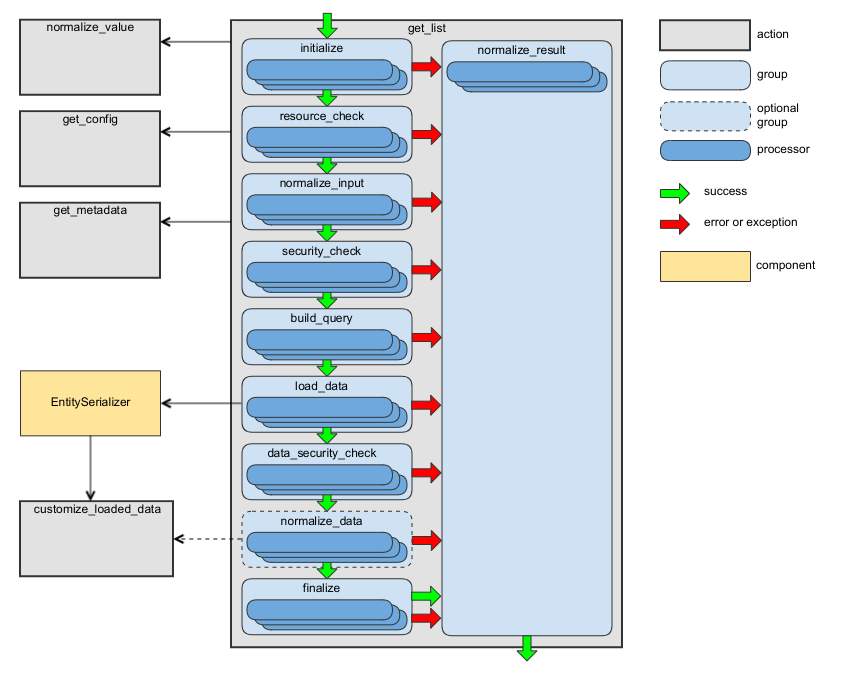 normalize_value
get_config
get_metadata
EntitySerializer
customize_loaded_data
get_list
initialize
resource_check
normalize_input
security_check
build_query
load_data
data_security_check
normalize_data
finalize
normalize_result
action
group
optional
group
processor
success
error or exception
component